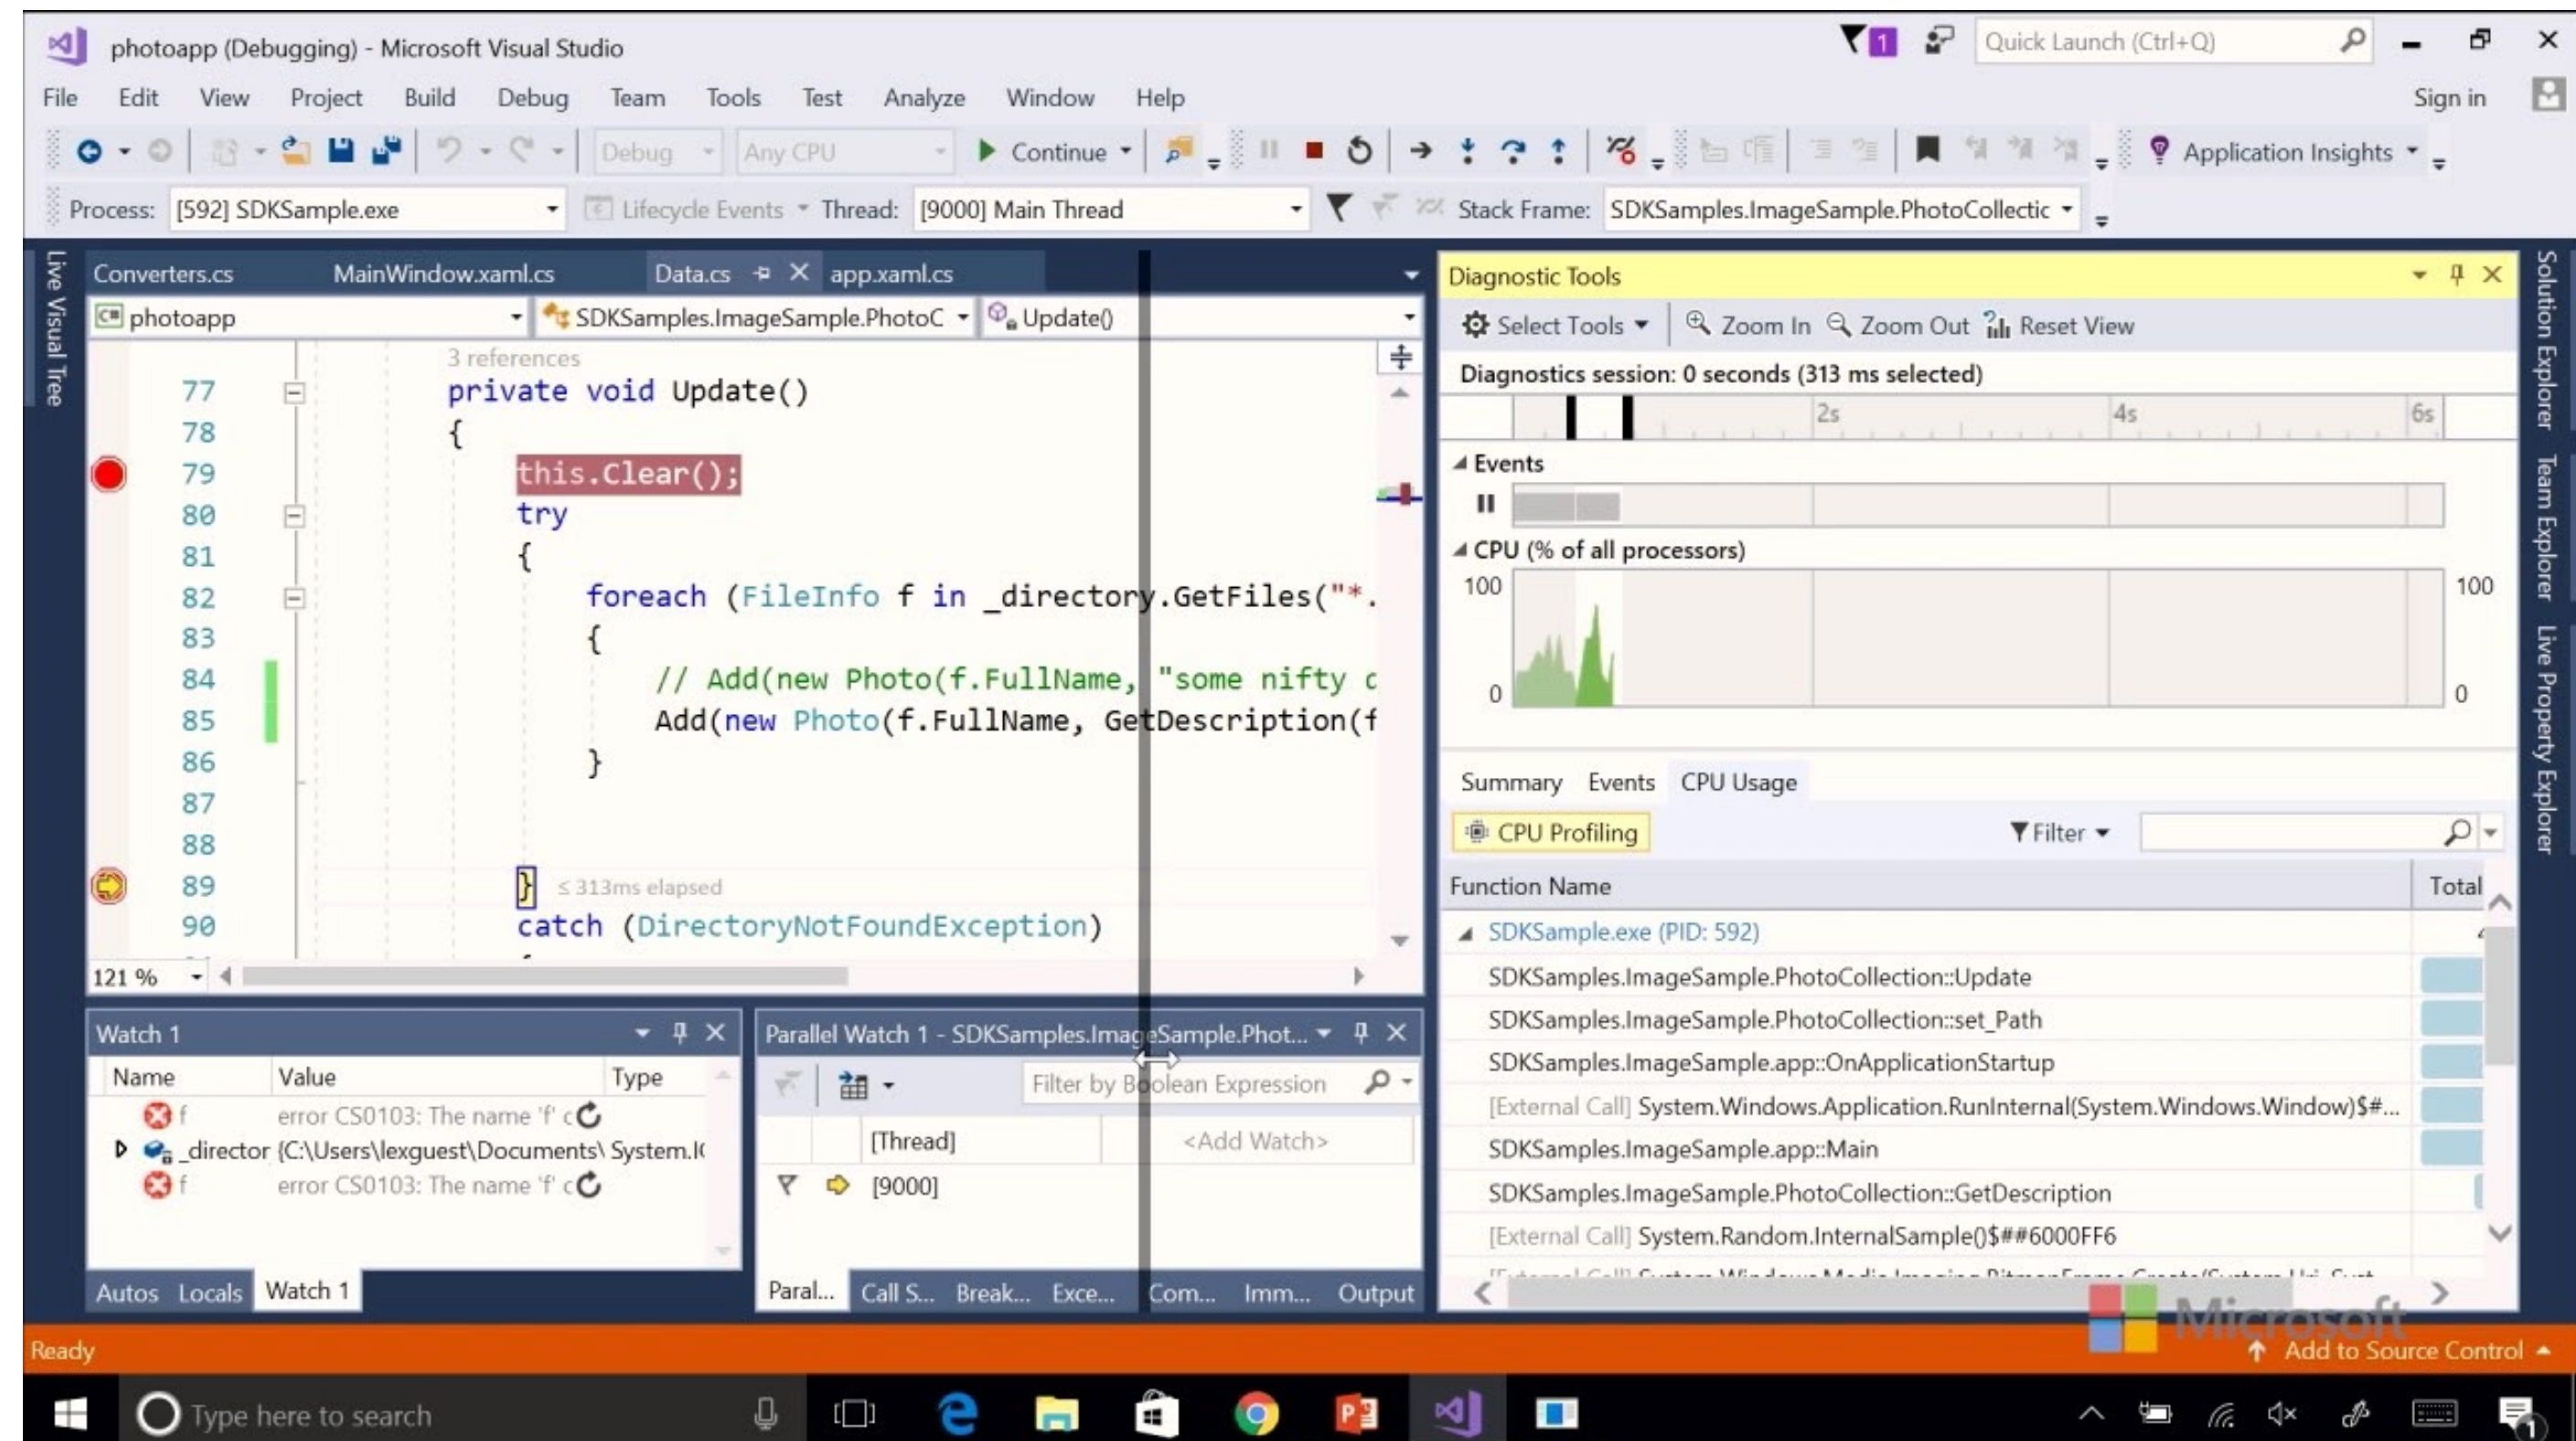 photoapp (Debugging) - Microsoft Visual Studio
1
Quick Launch (Ctrl+Q)
File Edit View Project Build Debug Team Tools Test Analyze Window Help
Sign in
Debug Any CPU Continue Application Insights
Process: [592] SDKSample.exe Lifecycle Events Thread: [9000] Main Thread Stack Frame: SDKSamples.ImageSample.PhotoCollectic
Live Visual Tree
Converters.cs MainWindow.xaml.cs Data.cs app.xaml.cs
C# photoapp SDKSamples.ImageSample.PhotoC Update()
3 references
77 private void Update()
78 {
79 this.Clear();
80 try
81 {
82 foreach (FileInfo f in _directory.GetFiles("*.
83 {
84 // Add(new Photo(f.FullName, "some nifty d
85 Add(new Photo(f.FullName, GetDescription(f
86 }
87
88
89 } ≤ 313ms elapsed
90 catch (DirectoryNotFoundException)
121 %
Watch 1
Name Value Type
f error CS0103: The name 'f' c
_director {C:\Users\lexguest\Documents\ System.IO
f error CS0103: The name 'f' c
Autos Locals Watch 1
Parallel Watch 1 - SDKSamples.ImageSample.Phot...
Filter by Boolean Expression
[Thread] <Add Watch>
[9000]
Paral... Call S... Break... Exce... Com... Imm... Output
Diagnostic Tools
Select Tools Zoom In Zoom Out Reset View
Diagnostics session: 0 seconds (313 ms selected)
2s 4s 6s
Events
CPU (% of all processors)
100 100
0 0
Summary Events CPU Usage
CPU Profiling Filter
Function Name Total
SDKSample.exe (PID: 592)
SDKSamples.ImageSample.PhotoCollection::Update
SDKSamples.ImageSample.PhotoCollection::set_Path
SDKSamples.ImageSample.app::OnApplicationStartup
[External Call] System.Windows.Application.RunInternal(System.Windows.Window)$#...
SDKSamples.ImageSample.app::Main
SDKSamples.ImageSample.PhotoCollection::GetDescription
[External Call] System.Random.InternalSample()$##6000FF6
Solution Explorer
Team Explorer
Live Property Explorer
Microsoft
Ready
Add to Source Control
Type here to search
1